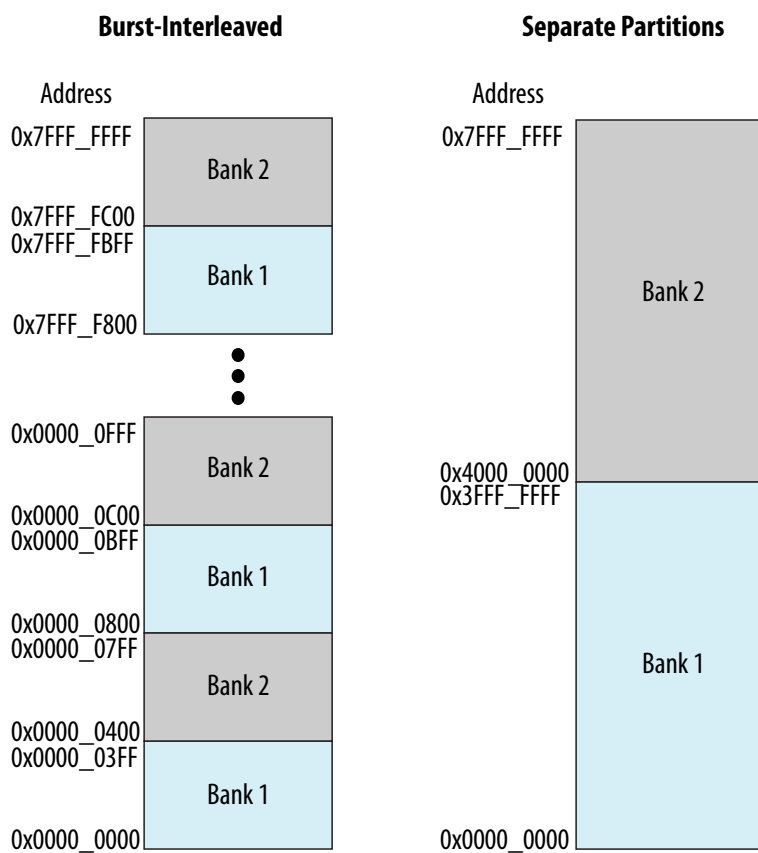 Burst-Interleaved
Address
0x7FFF_FFFF
Bank 2
0x7FFF_FC00
0x7FFF_FBFF
Bank 1
0x7FFF_F800
0x0000_0FFF
Bank 2
0x0000_0C00
0x0000_0BFF
Bank 1
0x0000_0800
0x0000_07FF
Bank 2
0x0000_0400
0x0000_03FF
Bank 1
0x0000_0000
Separate Partitions
Address
0x7FFF_FFFF
Bank 2
0x4000_0000
0x3FFF_FFFF
Bank 1
0x0000_0000